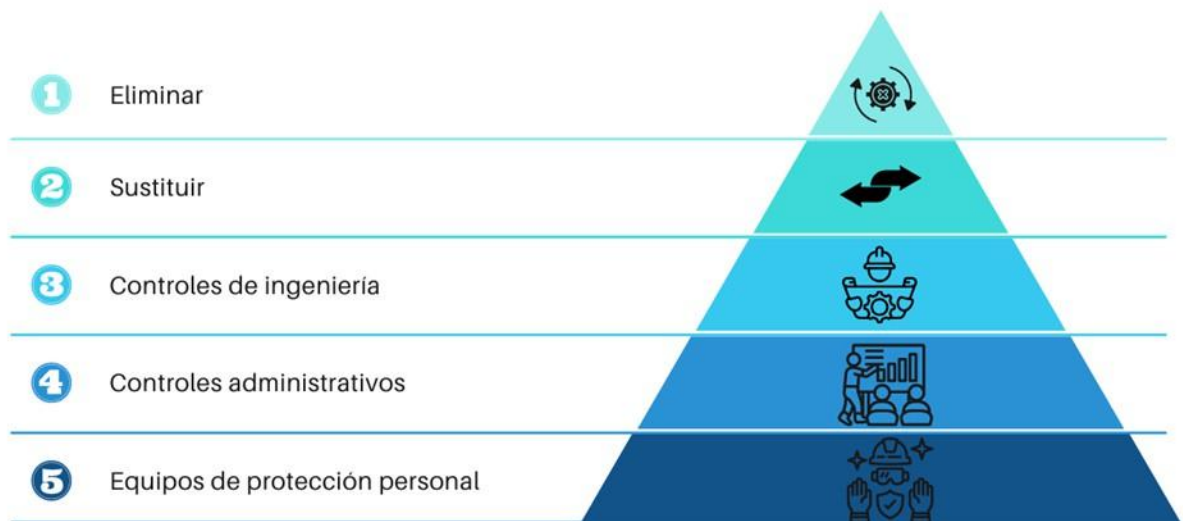 1 Eliminar
2 Sustituir
3 Controles de ingeniería
4 Controles administrativos
5 Equipos de protección personal